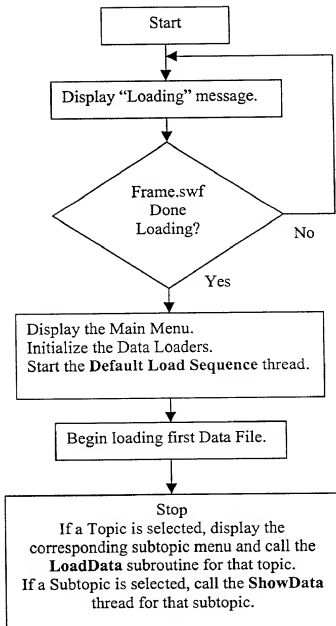 Start
Display “Loading” message.
Frame.swf
Done
Loading?
No
Yes
Display the Main Menu.
Initialize the Data Loaders.
Start the Default Load Sequence thread.
Begin loading first Data File.
Stop
If a Topic is selected, display the
corresponding subtopic menu and call the
LoadData subroutine for that topic.
If a Subtopic is selected, call the ShowData
thread for that subtopic.